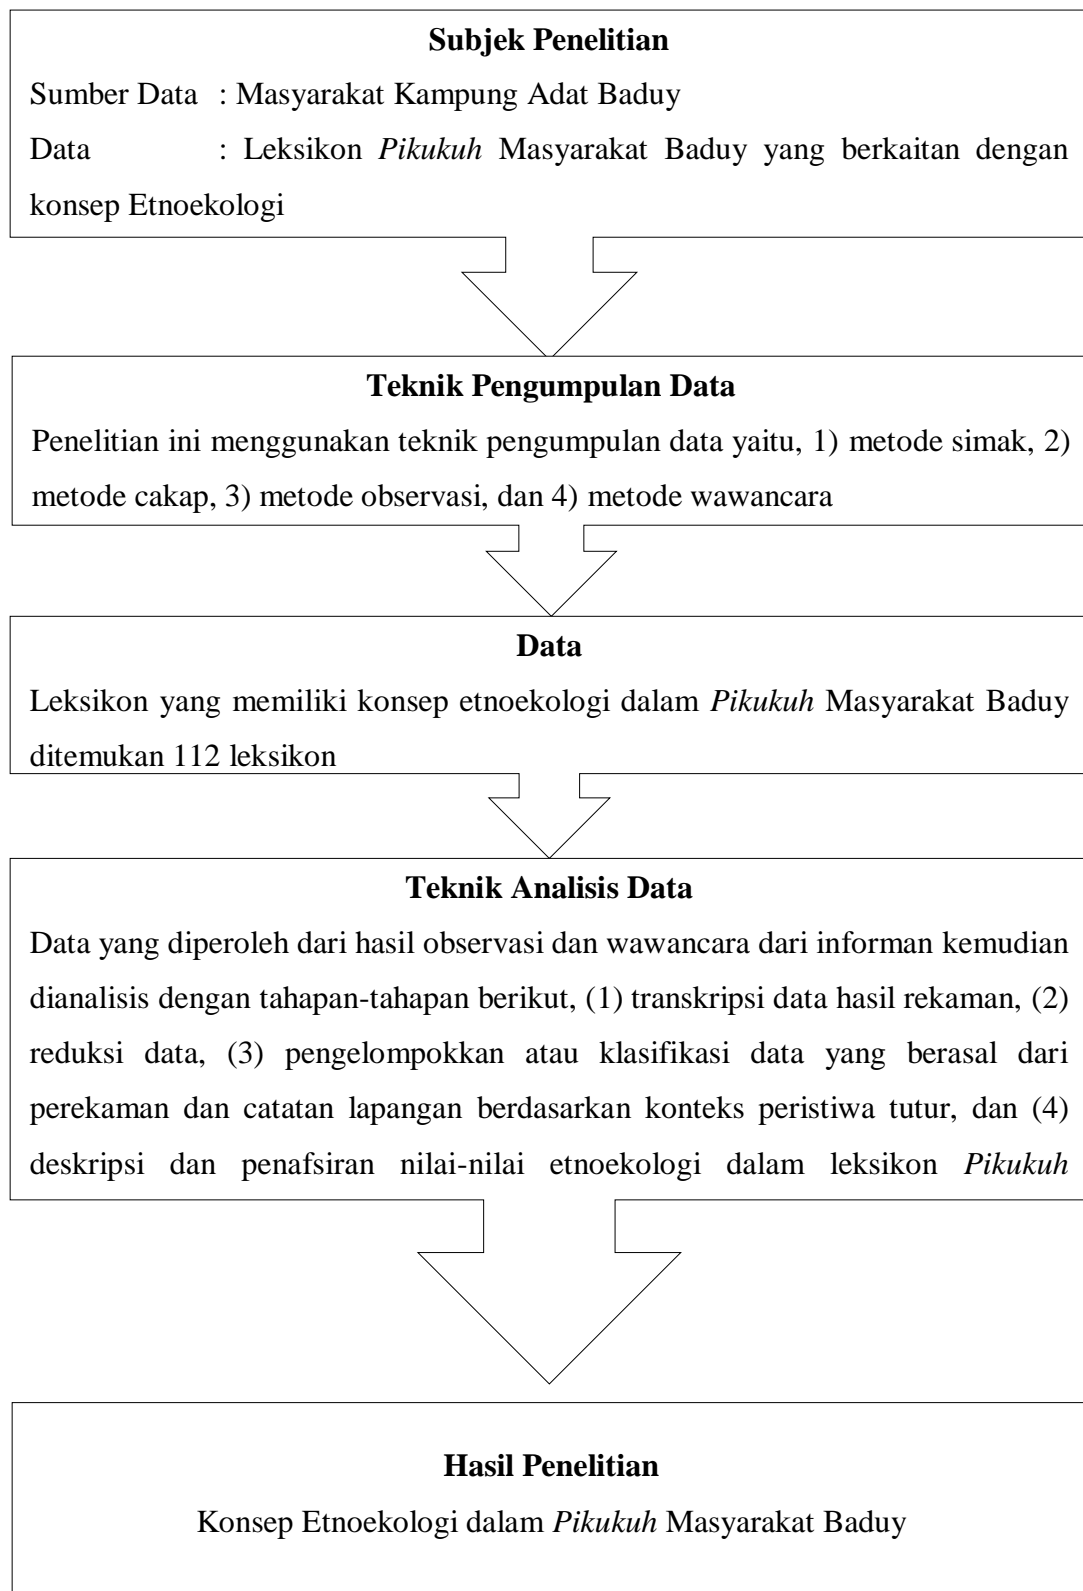 Subjek Penelitian
Sumber Data : Masyarakat Kampung Adat Baduy
Data : Leksikon Pikukuh Masyarakat Baduy yang berkaitan dengan
konsep Etnoekologi
Teknik Pengumpulan Data
Penelitian ini menggunakan teknik pengumpulan data yaitu, 1) metode simak, 2)
metode cakap, 3) metode observasi, dan 4) metode wawancara
Data
Leksikon yang memiliki konsep etnoekologi dalam Pikukuh Masyarakat Baduy
ditemukan 112 leksikon
Teknik Analisis Data
Data yang diperoleh dari hasil observasi dan wawancara dari informan kemudian
dianalisis dengan tahapan-tahapan berikut, (1) transkripsi data hasil rekaman, (2)
reduksi data, (3) pengelompokkan atau klasifikasi data yang berasal dari
perekaman dan catatan lapangan berdasarkan konteks peristiwa tutur, dan (4)
deskripsi dan penafsiran nilai-nilai etnoekologi dalam leksikon Pikukuh
Hasil Penelitian
Konsep Etnoekologi dalam Pikukuh Masyarakat Baduy